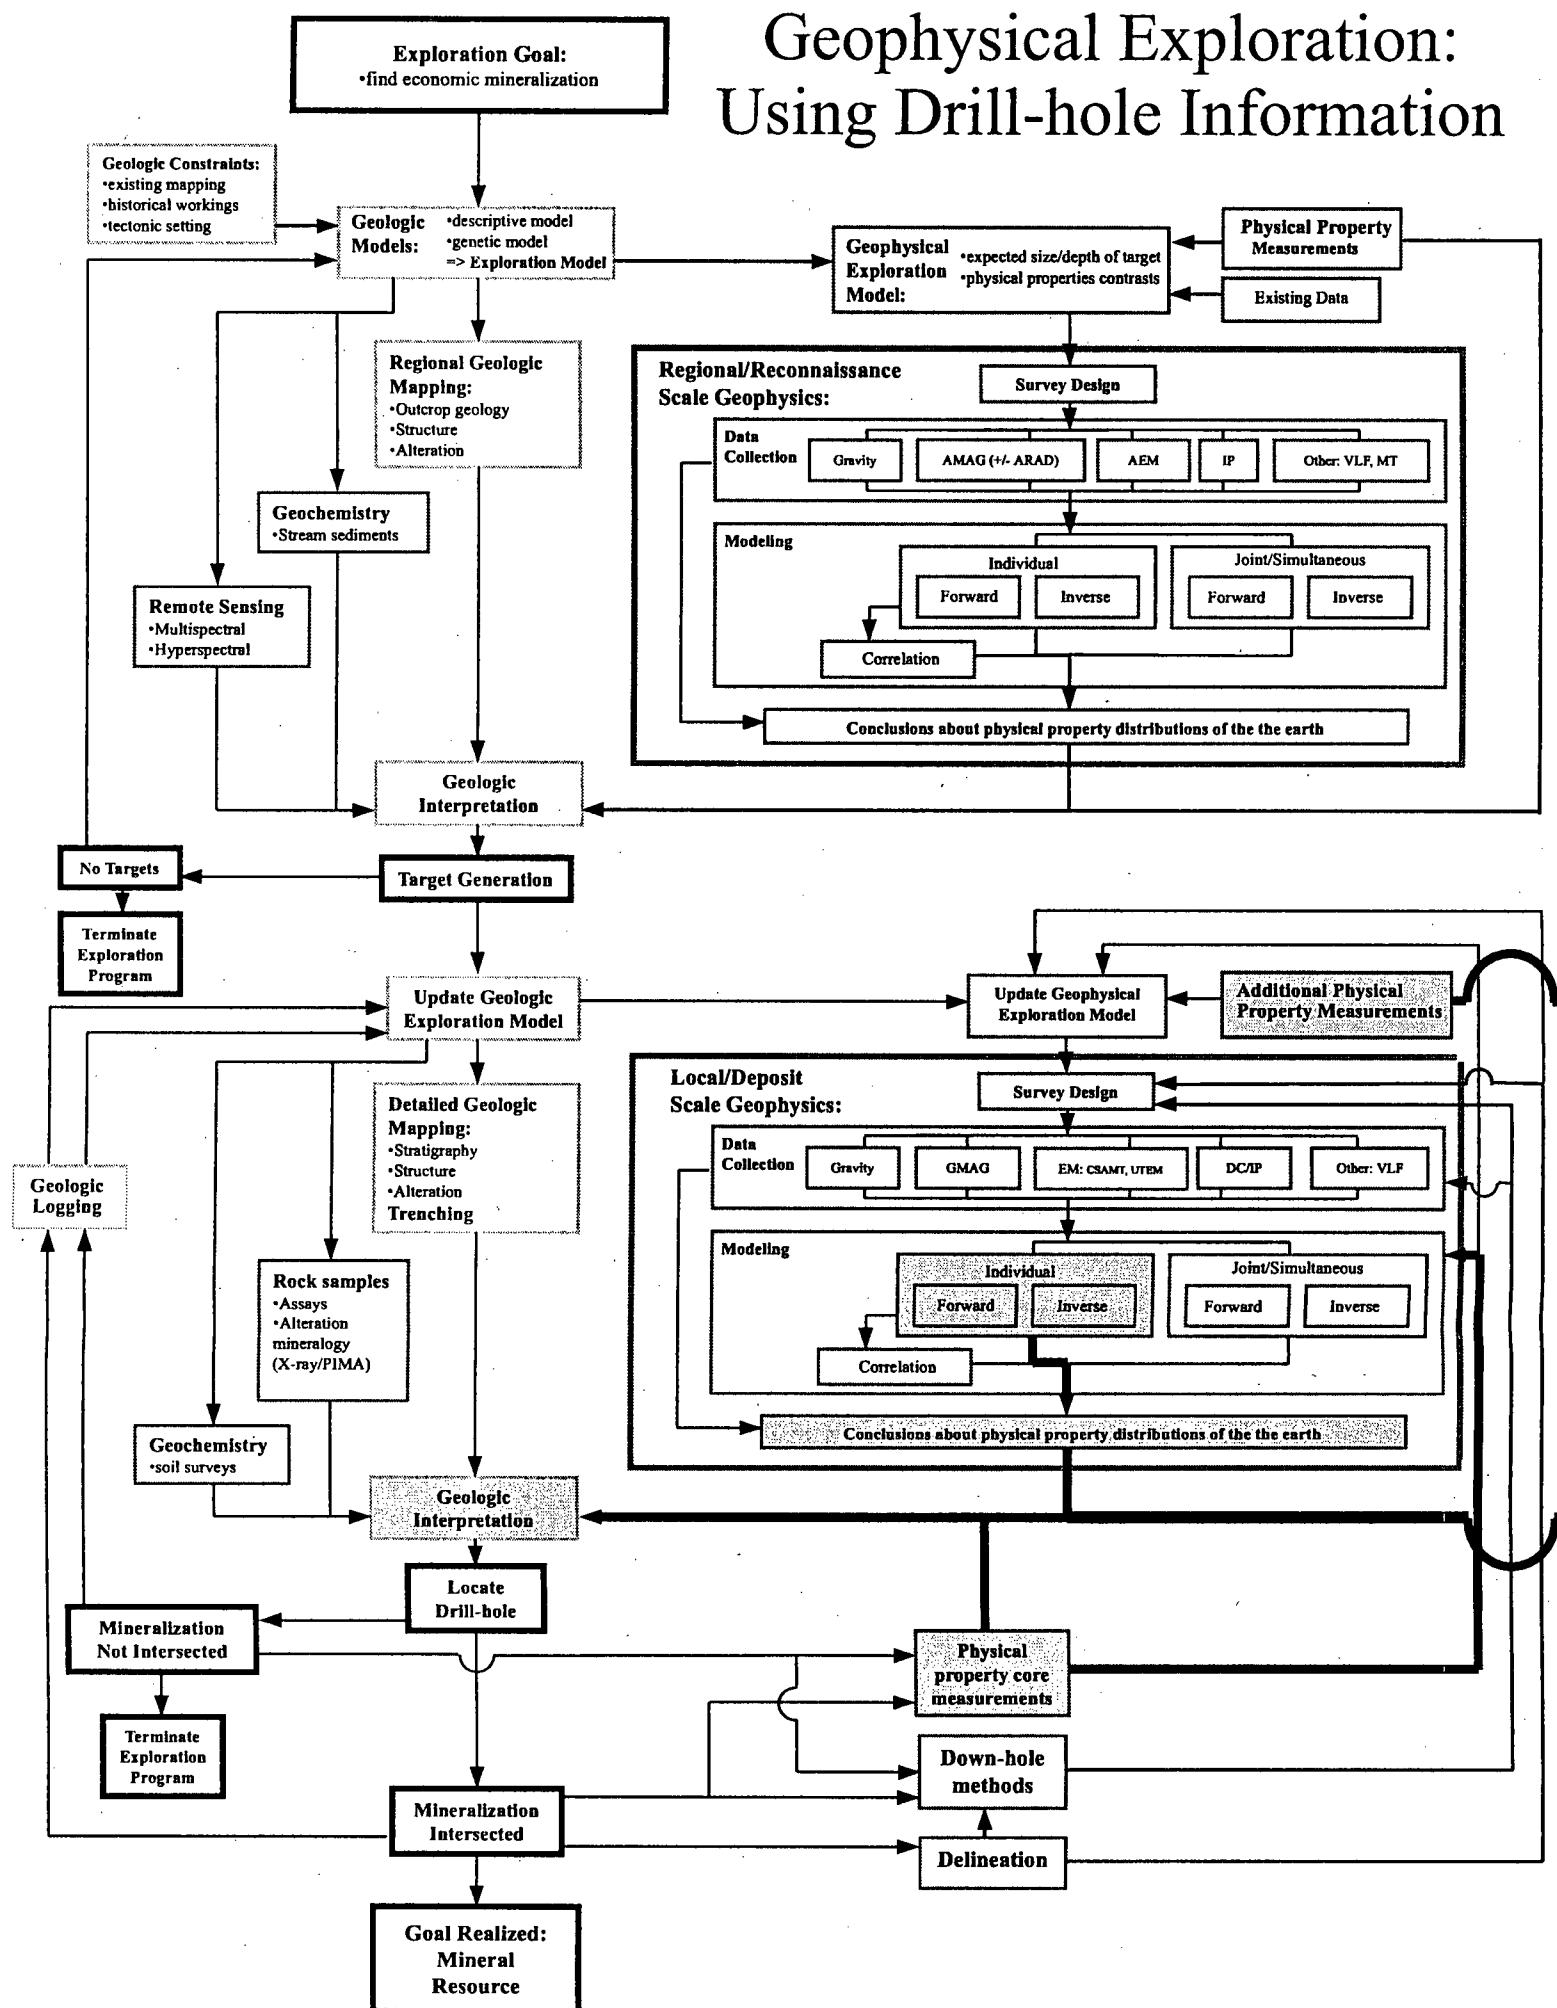 Geophysical Exploration:
Using Drill-hole Information
Exploration Goal:
•find economic mineralization
Geologic Constraints:
•existing mapping
•historical workings
•tectonic setting
Geologic
Models:
•descriptive model
•genetic model
=> Exploration Model
Geophysical
Exploration
Model:
•expected size/depth of target
•physical properties contrasts
Physical Property
Measurements
Existing Data
Regional Geologic
Mapping:
•Outcrop geology
•Structure
•Alteration
Geochemistry
•Stream sediments
Remote Sensing
•Multispectral
•Hyperspectral
Regional/Reconnaissance
Scale Geophysics:
Survey Design
Data
Collection
Gravity
AMAG (+/- ARAD)
AEM
IP
Other: VLF, MT
Modeling
Individual
Forward
Inverse
Joint/Simultaneous
Forward
Inverse
Correlation
Conclusions about physical property distributions of the the earth
Geologic
Interpretation
No Targets
Target Generation
Terminate
Exploration
Program
Update Geologic
Exploration Model
Update Geophysical
Exploration Model
Additional Physical
Property Measurements
Local/Deposit
Scale Geophysics:
Survey Design
Data
Collection
Gravity
GMAG
EM: CSAMT, UTEM
DC/IP
Other: VLF
Modeling
Individual
Forward
Inverse
Joint/Simultaneous
Forward
Inverse
Correlation
Conclusions about physical property distributions of the the earth
Detailed Geologic
Mapping:
•Stratigraphy
•Structure
•Alteration
Trenching
Geologic
Logging
Rock samples
•Assays
•Alteration
mineralogy
(X-ray/PIMA)
Geochemistry
•soil surveys
Geologic
Interpretation
Locate
Drill-hole
Mineralization
Not Intersected
Terminate
Exploration
Program
Physical
property core
measurements
Down-hole
methods
Mineralization
Intersected
Delineation
Goal Realized:
Mineral
Resource